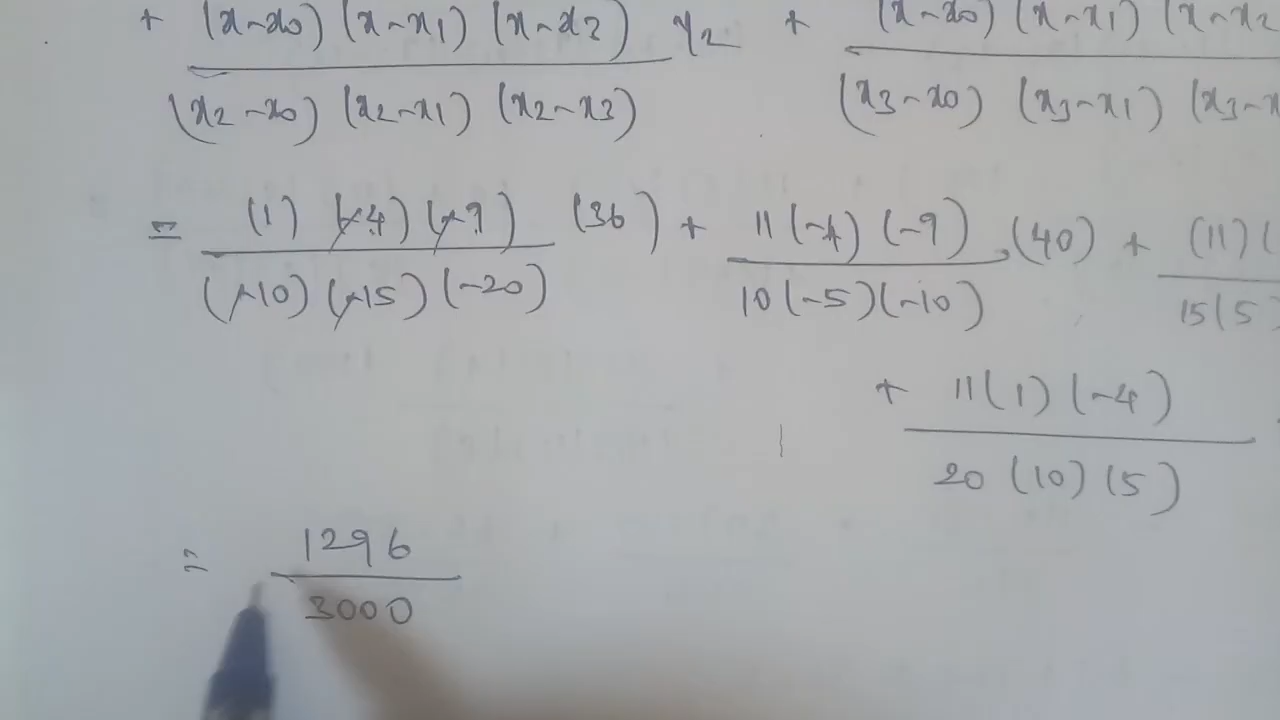 + (x-x0) (x-x1) (x-x3) y2 + (x-x0) (x-x1) (x-x2
(x2-x0) (x2-x1) (x2-x3) (x3-x0) (x3-x1) (x3-x
= (1) (-4) (-9) (36) + 11 (-4) (-9) (40) + (11) (
(-10) (-15) (-20) 10 (-5) (-10) 15 (5
+ 11 (1) (-4)
20 (10) (5)
= 1296
3000